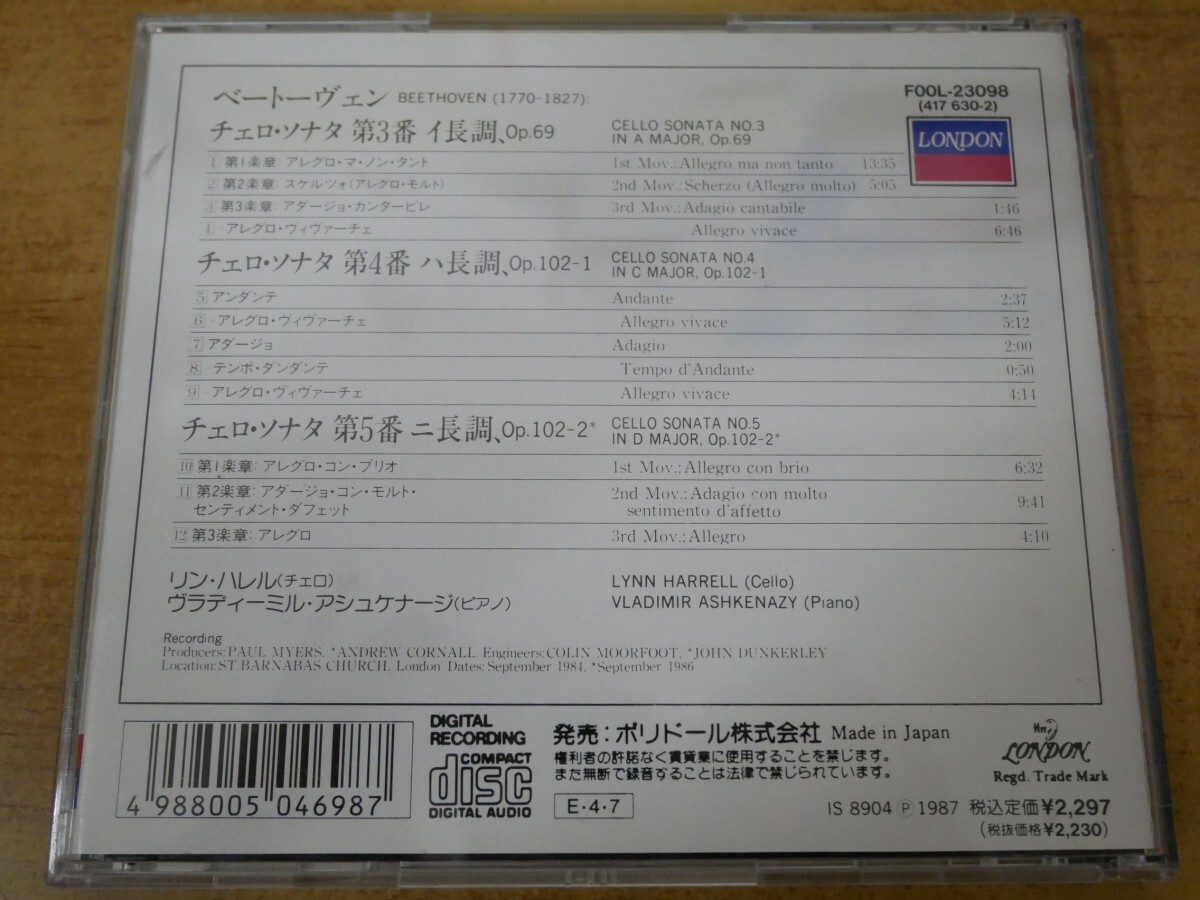 ベートーヴェン BEETHOVEN (1770-1827):
FOOL-23098
(417 630-2)
LONDON
チェロ・ソナタ 第3番 イ長調、Op.69 CELLO SONATA NO.3
IN A MAJOR, Op.69
1 第1楽章: アレグロ・マ・ノン・タント 1st Mov.: Allegro ma non tanto 13:35
2 第2楽章: スケルツォ(アレグロ・モルト) 2nd Mov.: Scherzo (Allegro molto) 5:05
3 第3楽章: アダージョ・カンタービレ 3rd Mov.: Adagio cantabile 1:46
4 -アレグロ・ヴィヴァーチェ Allegro vivace 6:46
チェロ・ソナタ 第4番 ハ長調、Op.102-1 CELLO SONATA NO.4
IN C MAJOR, Op.102-1
5 アンダンテ Andante 2:37
6 -アレグロ・ヴィヴァーチェ Allegro vivace 5:12
7 アダージョ Adagio 2:00
8 -テンポ・ダンダンテ Tempo d'Andante 0:50
9 -アレグロ・ヴィヴァーチェ Allegro vivace 4:14
チェロ・ソナタ 第5番 ニ長調、Op.102-2* CELLO SONATA NO.5
IN D MAJOR, Op.102-2*
10 第1楽章: アレグロ・コン・ブリオ 1st Mov.: Allegro con brio 6:32
11 第2楽章: アダージョ・コン・モルト・ 2nd Mov.: Adagio con molto 9:41
センティメント・ダフェット sentimento d'affetto
12 第3楽章: アレグロ 3rd Mov.: Allegro 4:10
リン・ハレル(チェロ) LYNN HARRELL (Cello)
ヴラディーミル・アシュケナージ(ピアノ) VLADIMIR ASHKENAZY (Piano)
Recording
Producers: PAUL MYERS, *ANDREW CORNALL Engineers: COLIN MOORFOOT, *JOHN DUNKERLEY
Location: ST. BARNABAS CHURCH, London Dates: September 1984, *September 1986
4 988005 046987
DIGITAL
RECORDING
COMPACT
disc
DIGITAL AUDIO
発売:ポリドール株式会社 Made in Japan
権利者の許諾なく賃貸業に使用することを禁じます。
また無断で録音することは法律で禁じられています。
E・4・7
LONDON
Regd. Trade Mark
IS 8904 Ⓟ 1987 税込定価¥2,297
(税抜価格¥2,230)